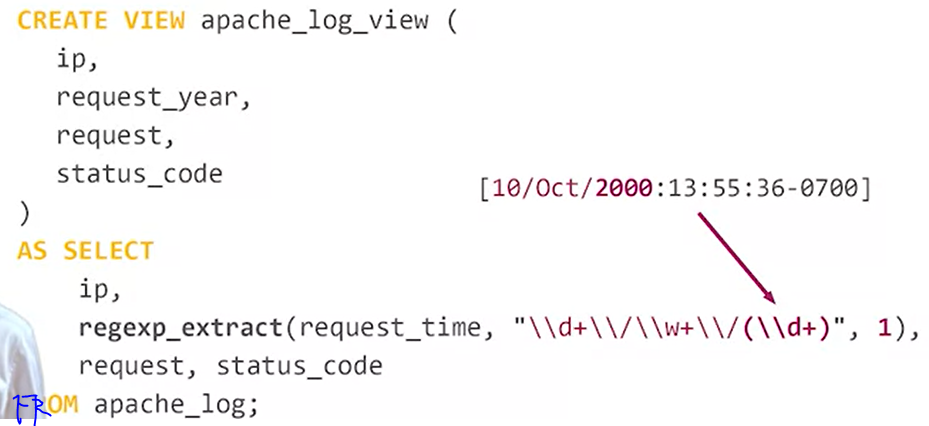 CREATE VIEW apache_log_view (
ip,
request_year,
request,
status_code
[10/Oct/2000:13:55:36-0700]
)
AS SELECT
ip,
regexp_extract(request_time, "\\d+\\/\\w+\\/(\\d+)", 1),
request, status_code
FROM apache_log;